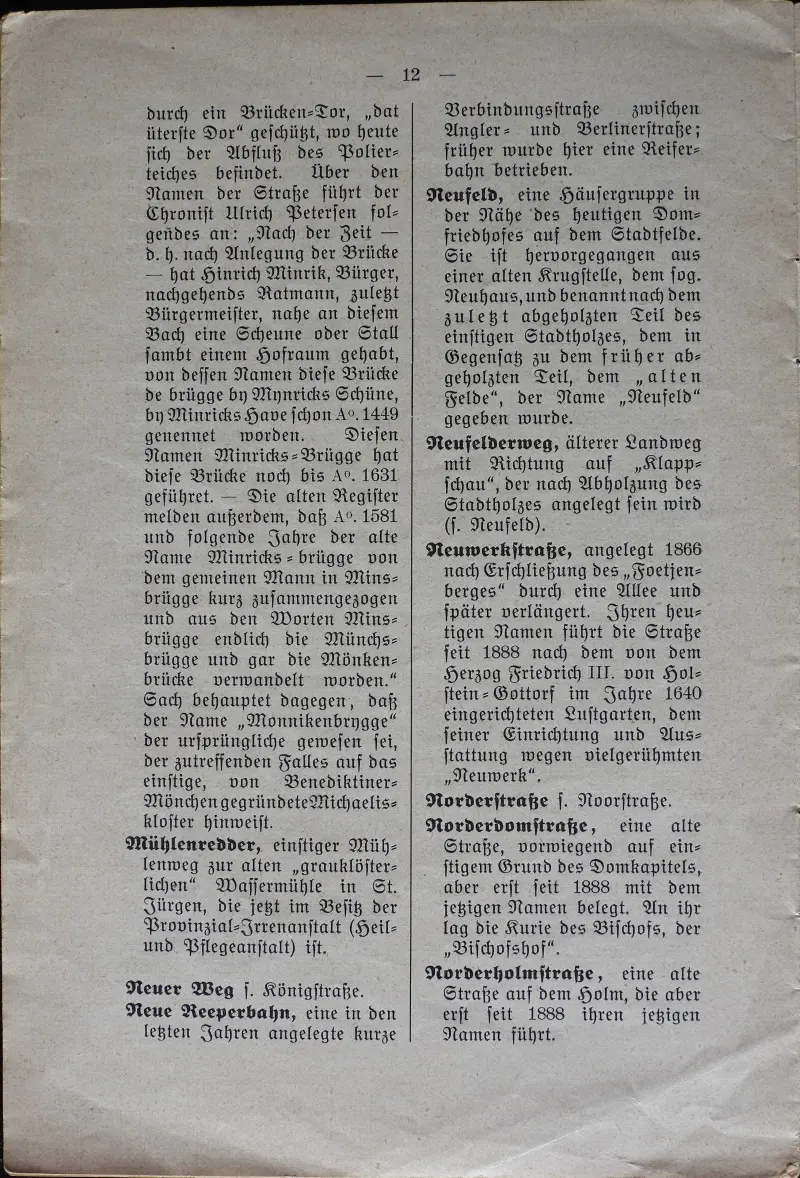 — 12 —
durch ein Brücken=Tor, „dat
üterste Dor“ geschützt, wo heute
sich der Abfluß des Polier=
teiches befindet. Über den
Namen der Straße führt der
Chronist Ulrich Petersen fol=
gendes an: „Nach der Zeit —
d. h. nach Anlegung der Brücke
— hat Hinrich Minrik, Bürger,
nachgehends Ratmann, zuletzt
Bürgermeister, nahe an diesem
Bach eine Scheune oder Stall
sambt einem Hofraum gehabt,
von dessen Namen diese Brücke
de brügge by Mynricks Schüne,
by Minricks Have schon Ao. 1449
genennet worden. Diesen
Namen Minricks=Brügge hat
diese Brücke noch bis Ao. 1631
geführet. — Die alten Register
melden außerdem, daß Ao. 1581
und folgende Jahre der alte
Name Minricks=brügge von
dem gemeinen Mann in Mins=
brügge kurz zusammengezogen
und aus den Worten Mins=
brügge endlich die Münchs=
brügge und gar die Mönken=
brücke verwandelt worden.“
Sach behauptet dagegen, daß
der Name „Monnikenbrygge“
der ursprüngliche gewesen sei,
der zutreffenden Falles auf das
einstige, von Benediktiner=
Mönchen gegründete Michaelis=
kloster hinweist.
Mühlenredder, einstiger Müh=
lenweg zur alten „grauklöster=
lichen“ Wassermühle in St.
Jürgen, die jetzt im Besitz der
Provinzial=Irrenanstalt (Heil=
und Pflegeanstalt) ist.
Neuer Weg s. Königstraße.
Neue Reeperbahn, eine in den
letzten Jahren angelegte kurze
Verbindungsstraße zwischen
Angler= und Berlinerstraße;
früher wurde hier eine Reifer=
bahn betrieben.
Neufeld, eine Häusergruppe in
der Nähe des heutigen Dom=
friedhofes auf dem Stadtfelde.
Sie ist hervorgegangen aus
einer alten Krugstelle, dem sog.
Neuhaus, und benannt nach dem
zuletzt abgeholzten Teil des
einstigen Stadtholzes, dem in
Gegensatz zu dem früher ab=
geholzten Teil, dem „alten
Felde“, der Name „Neufeld“
gegeben wurde.
Neufelderweg, älterer Landweg
mit Richtung auf „Klapp=
schau“, der nach Abholzung des
Stadtholzes angelegt sein wird
(s. Neufeld).
Neuwerkstraße, angelegt 1866
nach Erschließung des „Foetjen=
berges“ durch eine Allee und
später verlängert. Ihren heu=
tigen Namen führt die Straße
seit 1888 nach dem von dem
Herzog Friedrich III. von Hol=
stein=Gottorf im Jahre 1640
eingerichteten Lustgarten, dem
seiner Einrichtung und Aus=
stattung wegen vielgerühmten
„Neuwerk“.
Norderstraße s. Noorstraße.
Norderdomstraße, eine alte
Straße, vorwiegend auf ein=
stigem Grund des Domkapitels,
aber erst seit 1888 mit dem
jetzigen Namen belegt. An ihr
lag die Kurie des Bischofs, der
„Bischofshof“.
Norderholmstraße, eine alte
Straße auf dem Holm, die aber
erst seit 1888 ihren jetzigen
Namen führt.